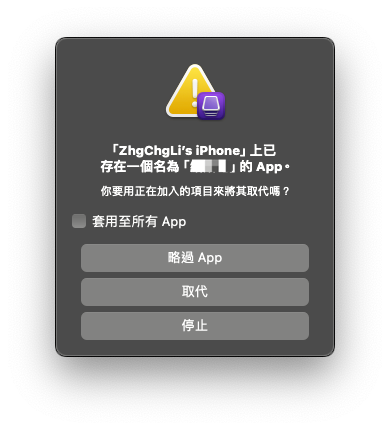 「ZhgChgLi’s iPhone」上已
存在一個名為「」的 App。
你要用正在加入的項目來將其取代嗎？
套用至所有 App
略過 App
取代
停止